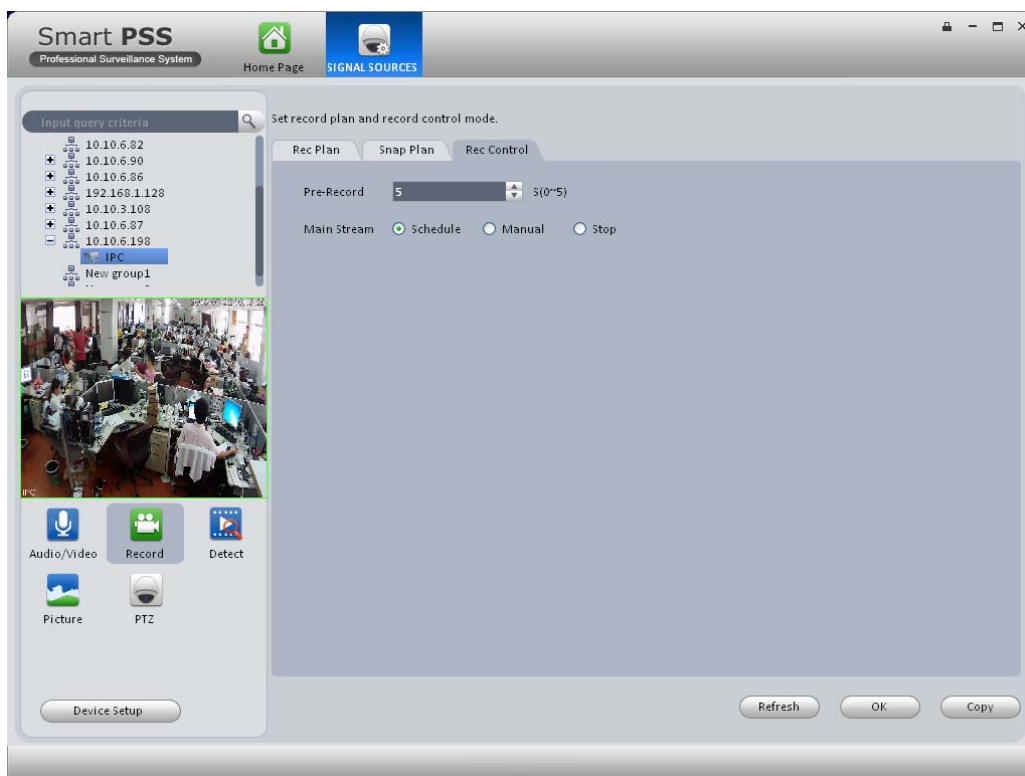 Smart PSS
Professional Surveillance System
Home Page
SIGNAL SOURCES
Input query criteria
10.10.6.82
10.10.6.90
10.10.6.86
192.168.1.128
10.10.3.108
10.10.6.87
10.10.6.198
IPC
New group1
IPC
Audio/Video
Record
Detect
Picture
PTZ
Device Setup
Set record plan and record control mode.
Rec Plan
Snap Plan
Rec Control
Pre-Record 5 S(0~5)
Main Stream Schedule Manual Stop
Refresh
OK
Copy